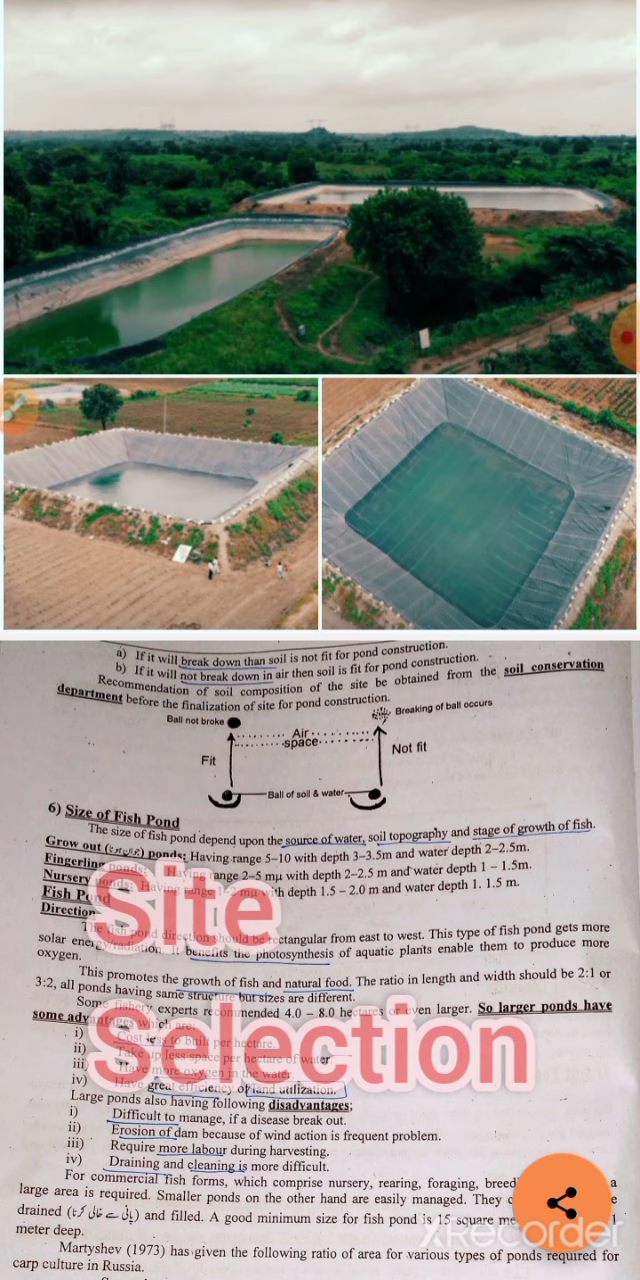 a) If it will break down than soil is not fit for pond construction.
b) If it will not break down in air then soil is fit for pond construction.
Recommendation of soil composition of the site be obtained from the soil conservation
department before the finalization of site for pond construction.
Ball not broke
Breaking of ball occurs
Air
space
Fit
Not fit
Ball of soil & water
6) Size of Fish Pond
The size of fish pond depend upon the source of water, soil topography and stage of growth of fish.
Grow out ponds: Having range 5-10 with depth 3-3.5m and water depth 2-2.5m.
Fingerling ponds: Having range 2-5 mµ with depth 2-2.5 m and water depth 1 - 1.5m.
Nursery ponds: Having range 1-2 mµ with depth 1.5 - 2.0 m and water depth 1. 1.5 m.
Fish Pond
Direction
Site
The fish pond direction should be rectangular from east to west. This type of fish pond gets more
solar energy/radiation. It benefits the photosynthesis of aquatic plants enable them to produce more
oxygen.
This promotes the growth of fish and natural food. The ratio in length and width should be 2:1 or
3:2, all ponds having same structure but sizes are different.
Some fishery experts recommended 4.0 - 8.0 hectures or even larger. So larger ponds have
some advantages which are;
i) Cost less to built per hectare.
ii) Take up less space per hectare of water.
iii) Have more oxygen in the water.
iv) Have great efficiency of land utilization.
Selection
Large ponds also having following disadvantages;
i) Difficult to manage, if a disease break out.
ii) Erosion of dam because of wind action is frequent problem.
iii) Require more labour during harvesting.
iv) Draining and cleaning is more difficult.
For commercial fish forms, which comprise nursery, rearing, foraging, a
large area is required. Smaller ponds on the other hand are easily managed. They
drained (پانی سے خالی کرنا) and filled. A good minimum size for fish pond is 15 square 1
meter deep.
XRecorder
Martyshev (1973) has given the following ratio of area for various types of ponds required for
carp culture in Russia.